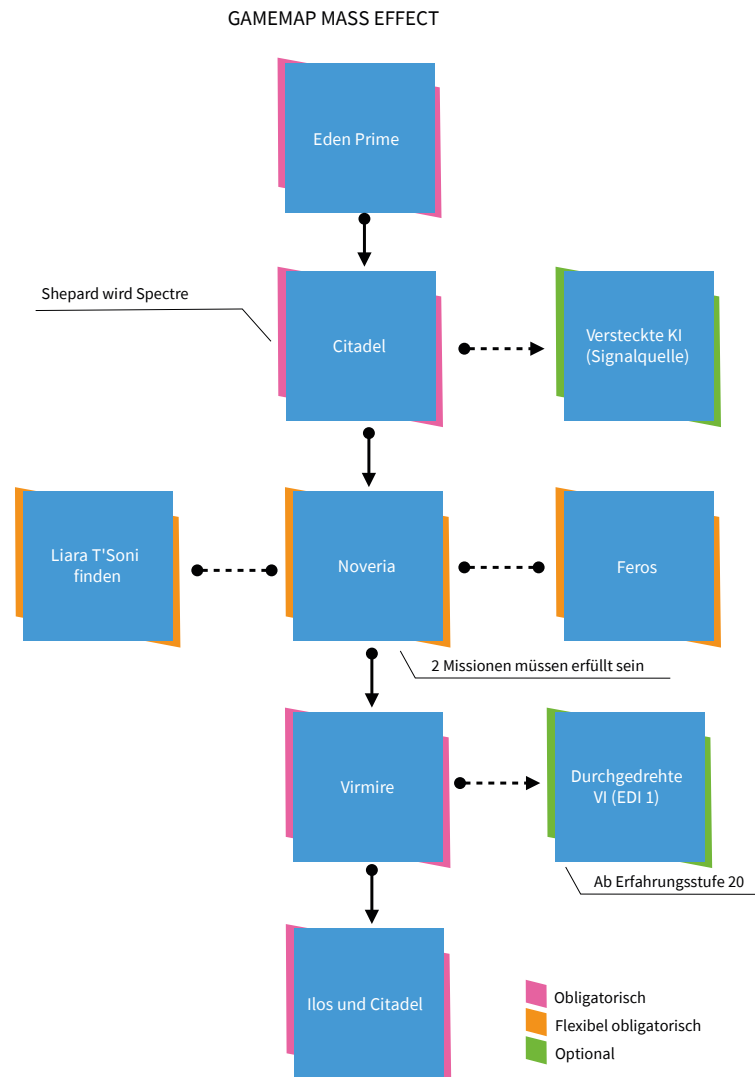 GAMEMAP MASS EFFECT
Eden Prime
Shepard wird Spectre
Citadel
Versteckte KI
(Signalquelle)
Liara T'Soni
finden
Noveria
Feros
2 Missionen müssen erfüllt sein
Virmire
Durchgedrehte
VI (EDI 1)
Ab Erfahrungsstufe 20
Ilos und Citadel
Obligatorisch
Flexibel obligatorisch
Optional